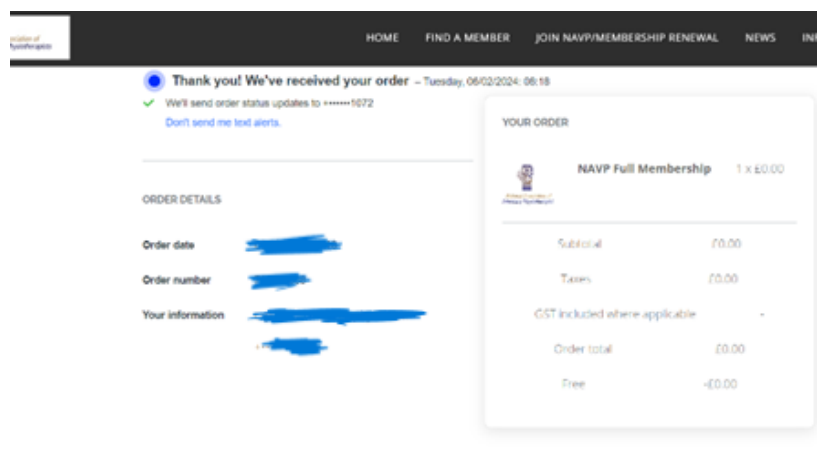 HOME FIND A MEMBER JOIN NAVP/MEMBERSHIP RENEWAL NEWS
Thank you! We've received your order – Tuesday, 06/02/2024; 06:18
We'll send order status updates to •••••••1072
Don't send me text alerts.
ORDER DETAILS
Order date
Order number
Your information
YOUR ORDER
NAVP Full Membership 1 x £0.00
Subtotal £0.00
Taxes £0.00
GST included where applicable -
Order total £0.00
Free -£0.00